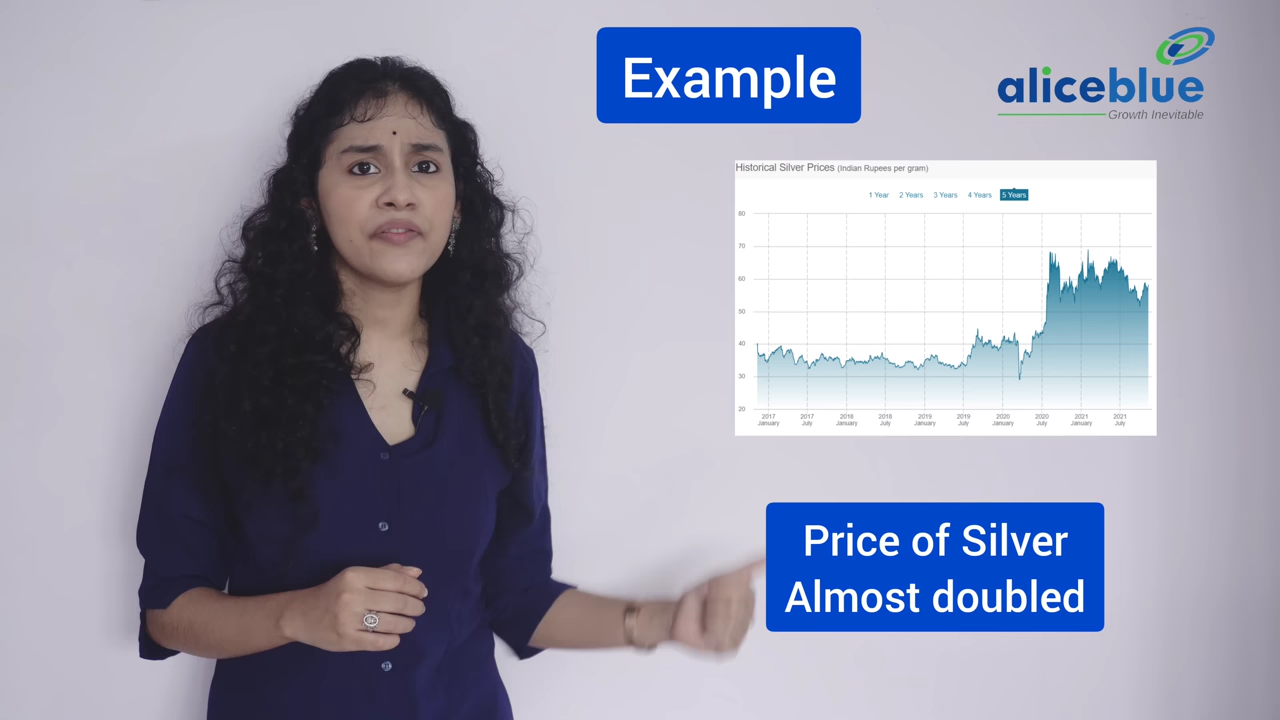 Example
aliceblue
Growth Inevitable
Historical Silver Prices (Indian Rupees per gram)
1 Year 2 Years 3 Years 4 Years 5 Years
80
70
60
50
40
30
20
2017 2017 2018 2018 2019 2019 2020 2020 2021 2021
January July January July January July January July January July
Price of Silver
Almost doubled